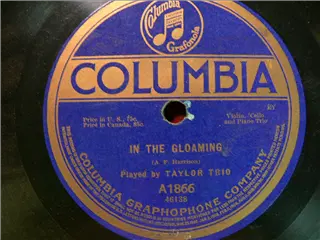 Columbia
Grafonola
COLUMBIA
Price in U. S., 75c.
Price in Canada, 85c.
Violin, 'Cello
and Piano Trio
IN THE GLOAMING
(A. F. Harrison)
Played by TAYLOR TRIO
A1866
46138
COLUMBIA GRAPHOPHONE COMPANY